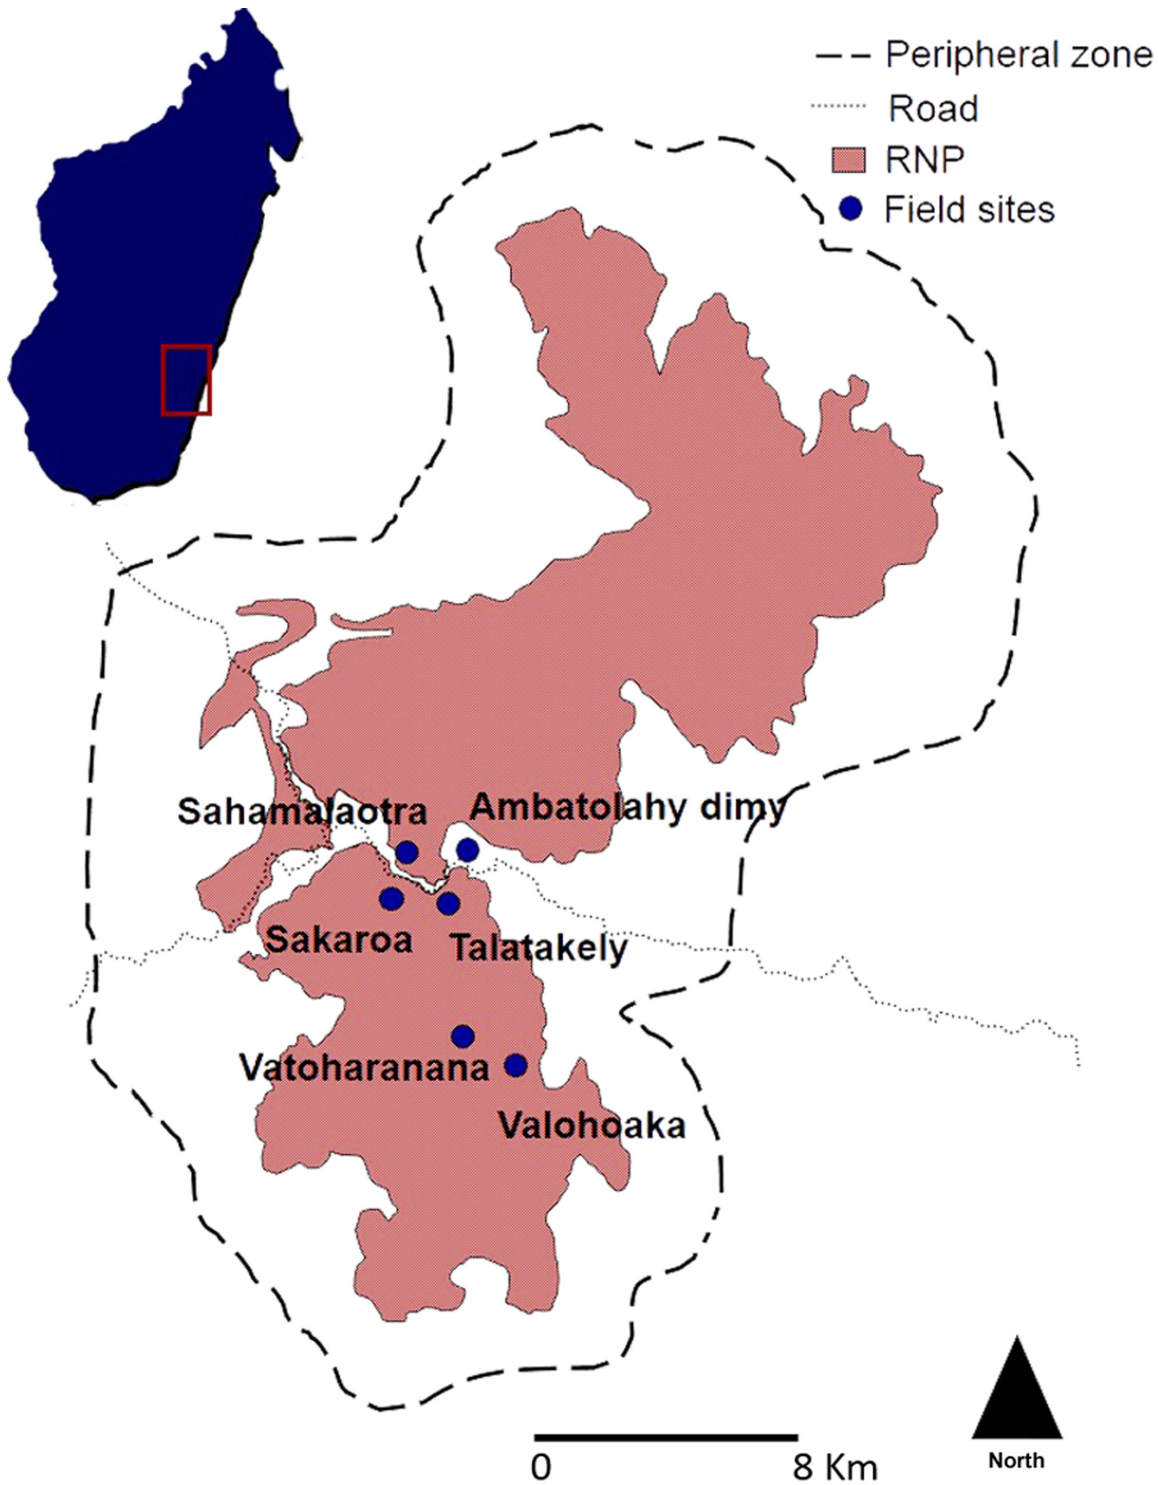 Peripheral zone
Road
RNP
Field sites
Sahamalaotra
Ambatolahy dimy
Sakaroa
Talatakely
Vatoharanana
Valohoaka
North
0 8 Km